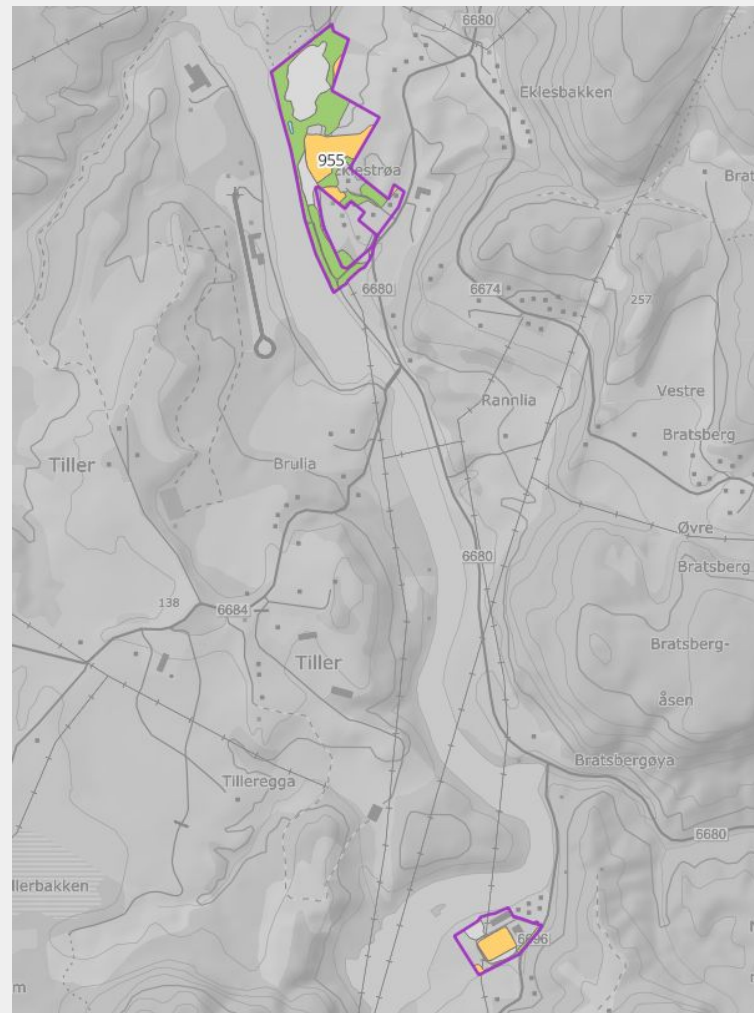 6680
Eklesbakken
955
Eklestrøa
Brat
6680
6674
257
Vestre
Rannlia
Bratsberg
Tiller
Brulia
Øvre
6680
Bratsberg
138
6684
Bratsberg-
Tiller
åsen
Bratsbergøya
Tilleregga
6680
llerbakken
6696
m